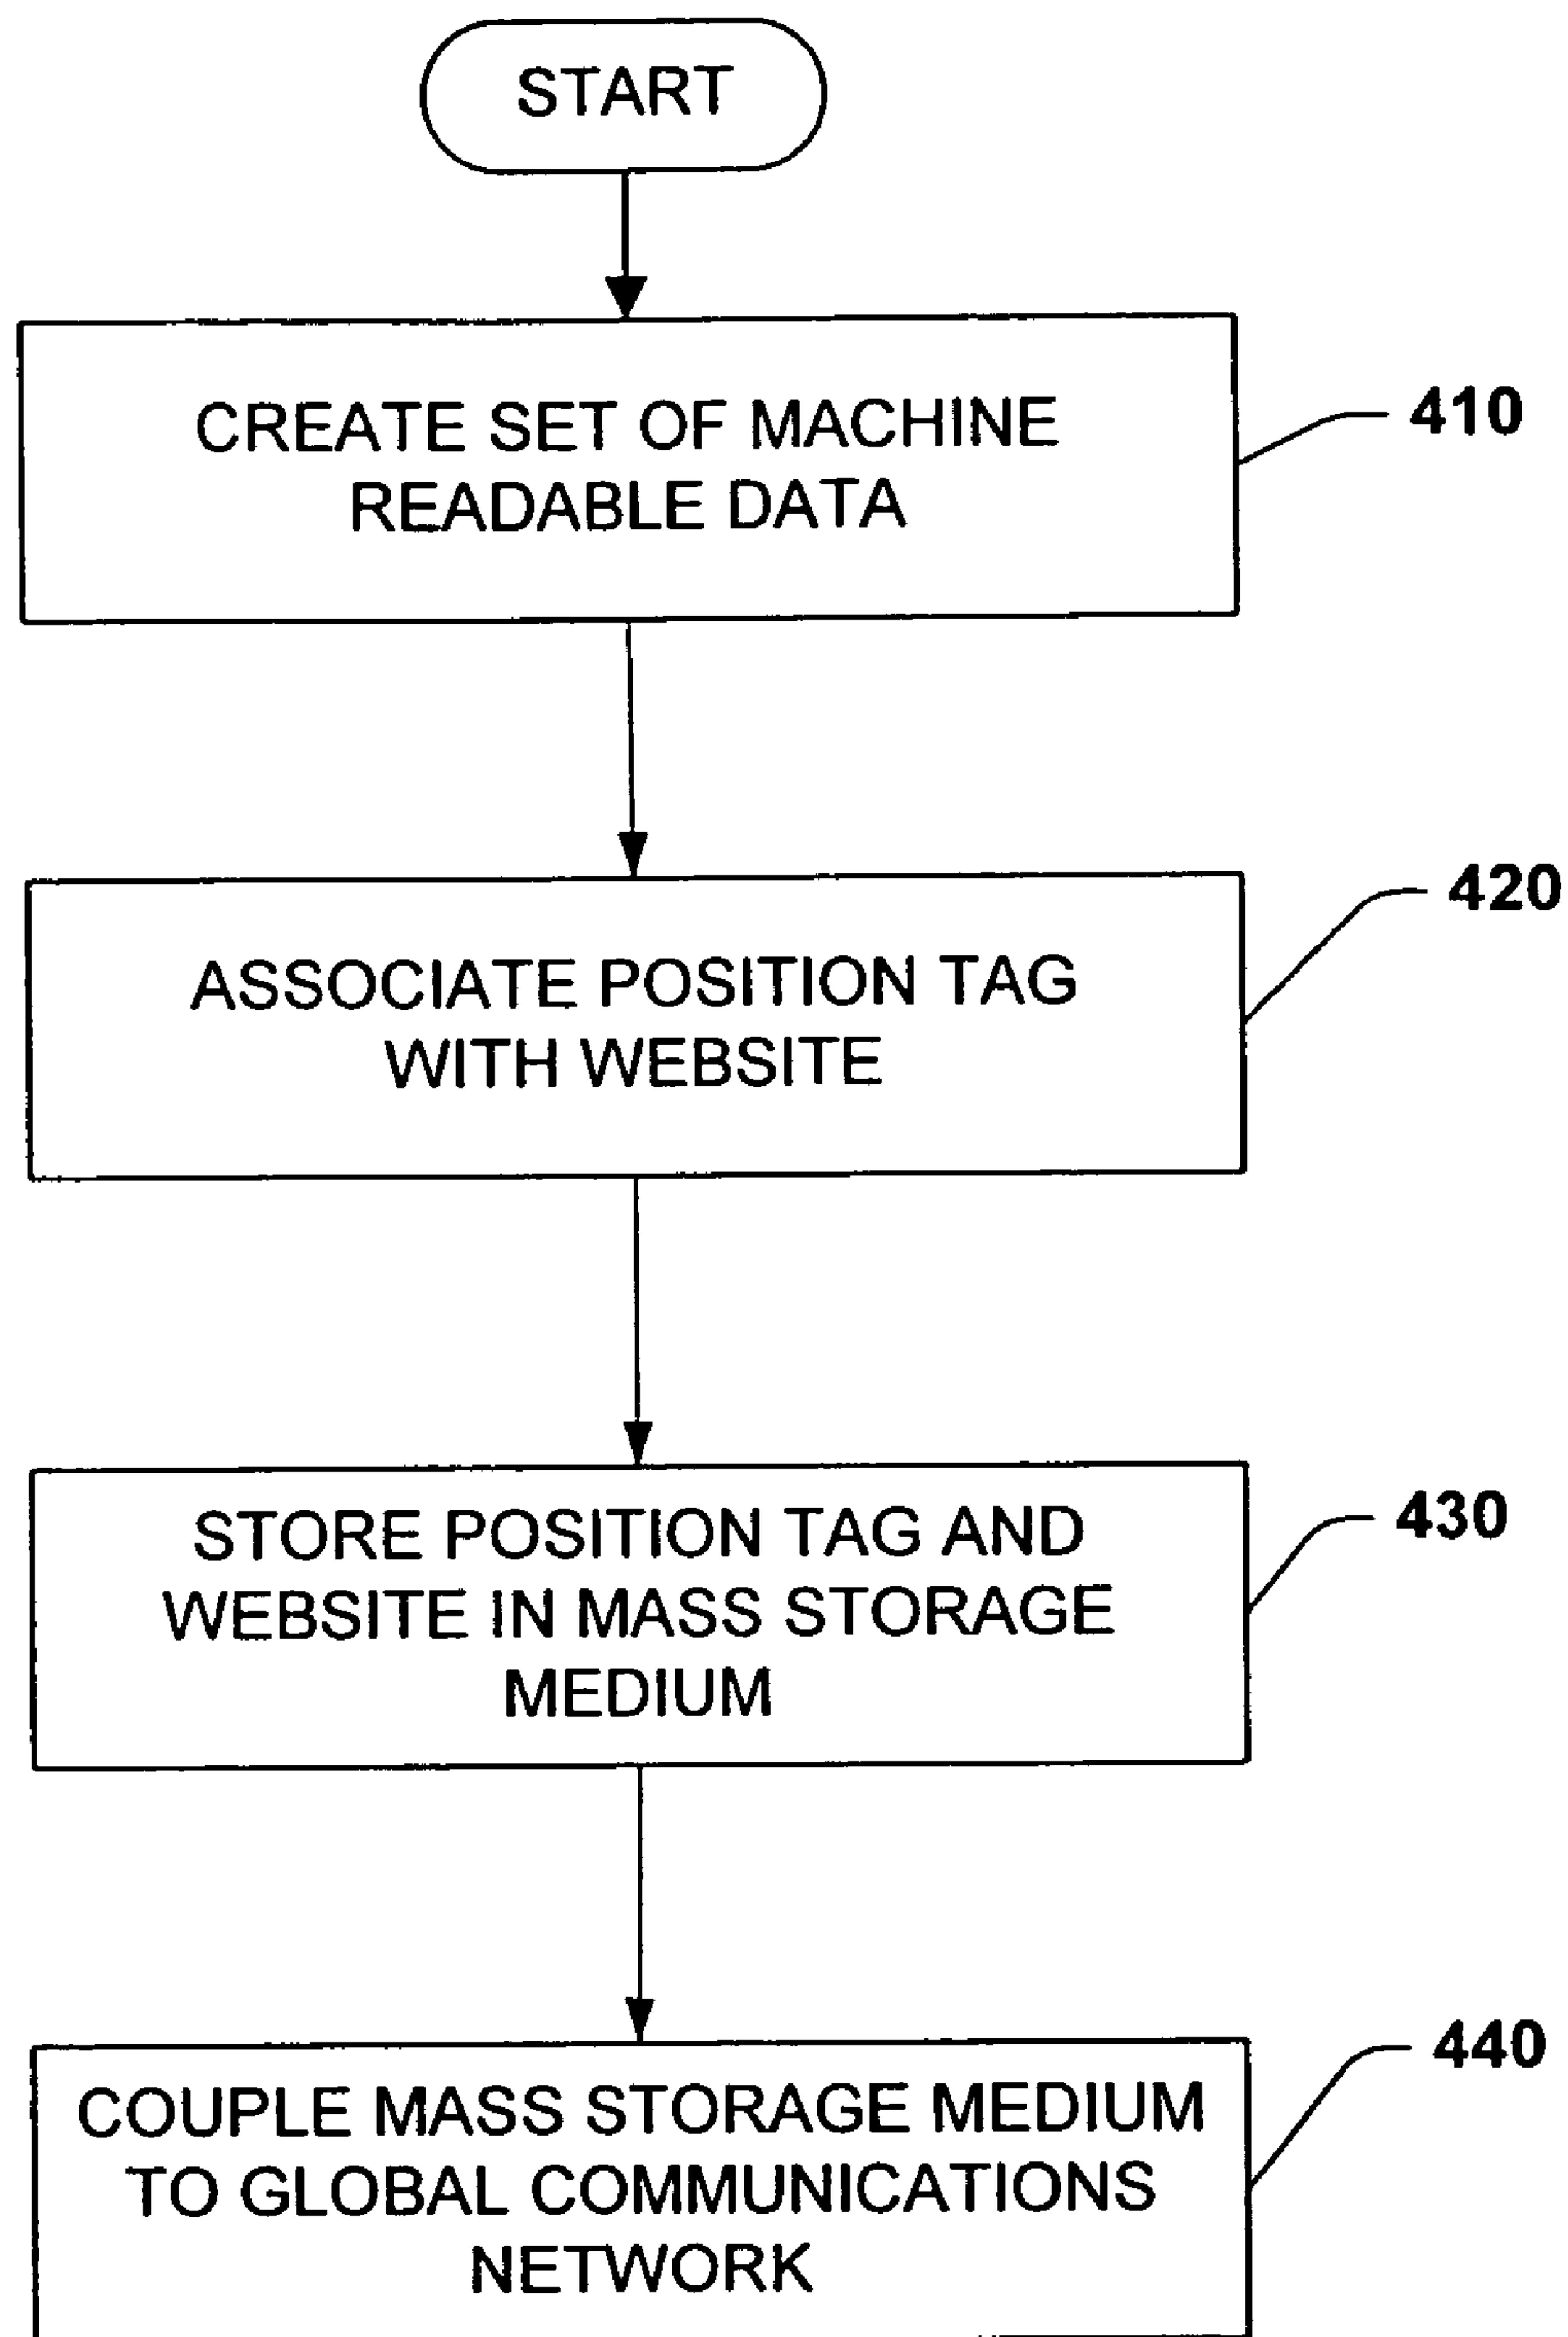 START
CREATE SET OF MACHINE
READABLE DATA
410
ASSOCIATE POSITION TAG
WITH WEBSITE
420
STORE POSITION TAG AND
WEBSITE IN MASS STORAGE
MEDIUM
430
COUPLE MASS STORAGE MEDIUM
TO GLOBAL COMMUNICATIONS
NETWORK
440